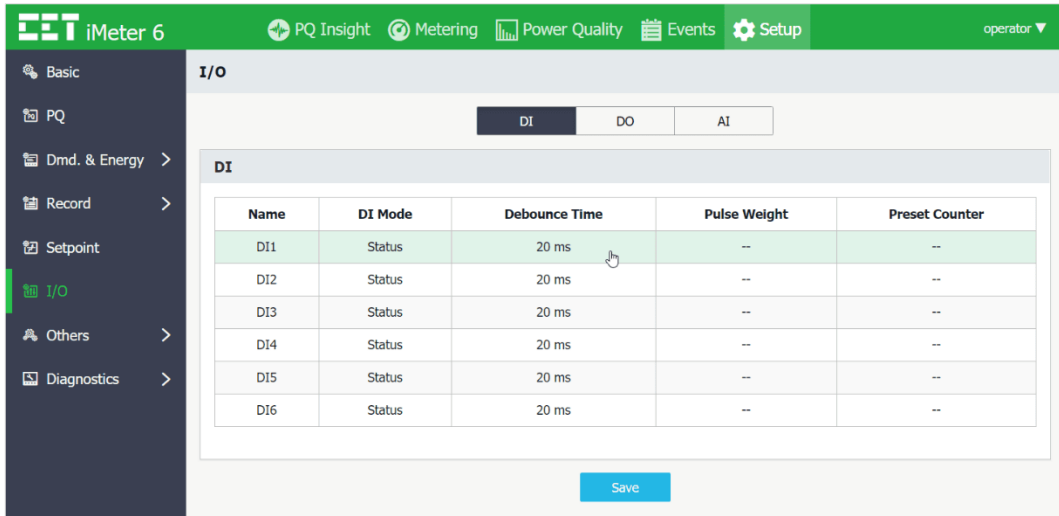 CET iMeter 6 PQ Insight Metering Power Quality Events Setup operator ▼
Basic
PQ
Dmd. & Energy >
Record >
Setpoint
I/O
Others >
Diagnostics >
I/O
DI DO AI
DI
Name DI Mode Debounce Time Pulse Weight Preset Counter
DI1 Status 20 ms -- --
DI2 Status 20 ms -- --
DI3 Status 20 ms -- --
DI4 Status 20 ms -- --
DI5 Status 20 ms -- --
DI6 Status 20 ms -- --
Save